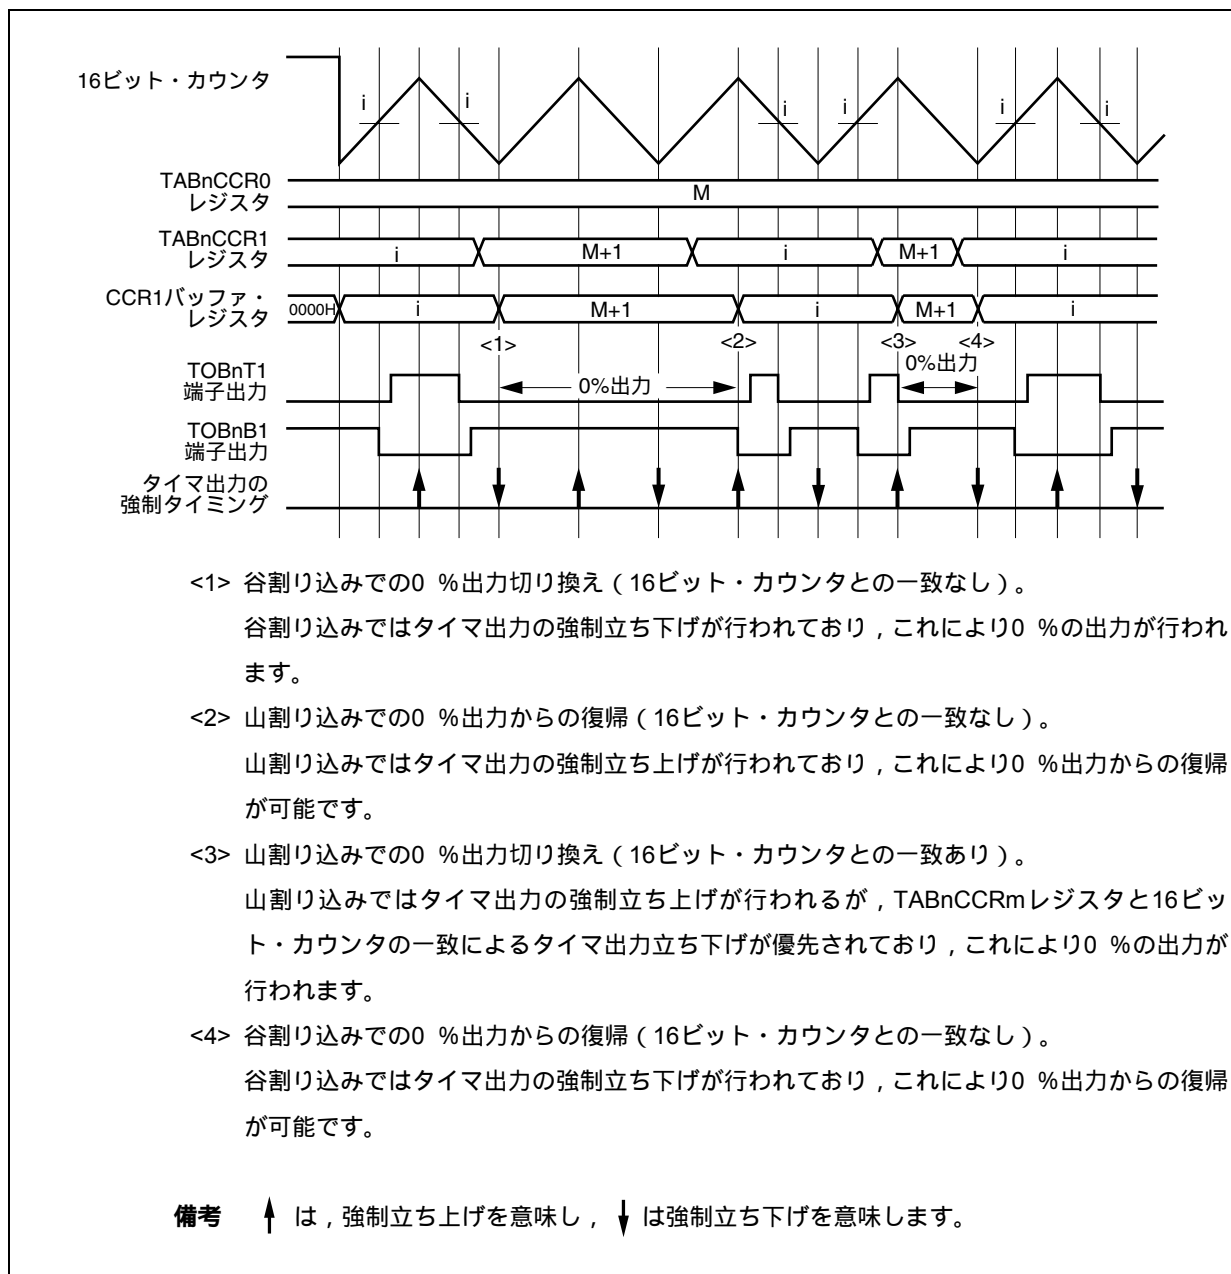 16ビット・カウンタ
i i i i i i
TABnCCR0
レジスタ
M
TABnCCR1
レジスタ
i M+1 i M+1 i
CCR1バッファ・
レジスタ
0000H i M+1 i M+1 i
<1> <2> <3> <4>
TOBnT1
端子出力
0%出力 0%出力
TOBnB1
端子出力
タイマ出力の
強制タイミング
<1> 谷割り込みでの0 %出力切り換え(16ビット・カウンタとの一致なし)。
谷割り込みではタイマ出力の強制立ち下げが行われており,これにより0 %の出力が行われ
ます。
<2> 山割り込みでの0 %出力からの復帰(16ビット・カウンタとの一致なし)。
山割り込みではタイマ出力の強制立ち上げが行われており,これにより0 %出力からの復帰
が可能です。
<3> 山割り込みでの0 %出力切り換え(16ビット・カウンタとの一致あり)。
山割り込みではタイマ出力の強制立ち上げが行われるが,TABnCCRmレジスタと16ビッ
ト・カウンタの一致によるタイマ出力立ち下げが優先されており,これにより0 %の出力が
行われます。
<4> 谷割り込みでの0 %出力からの復帰(16ビット・カウンタとの一致なし)。
谷割り込みではタイマ出力の強制立ち下げが行われており,これにより0 %出力からの復帰
が可能です。
備考 ↑ は,強制立ち上げを意味し, ↓ は強制立ち下げを意味します。